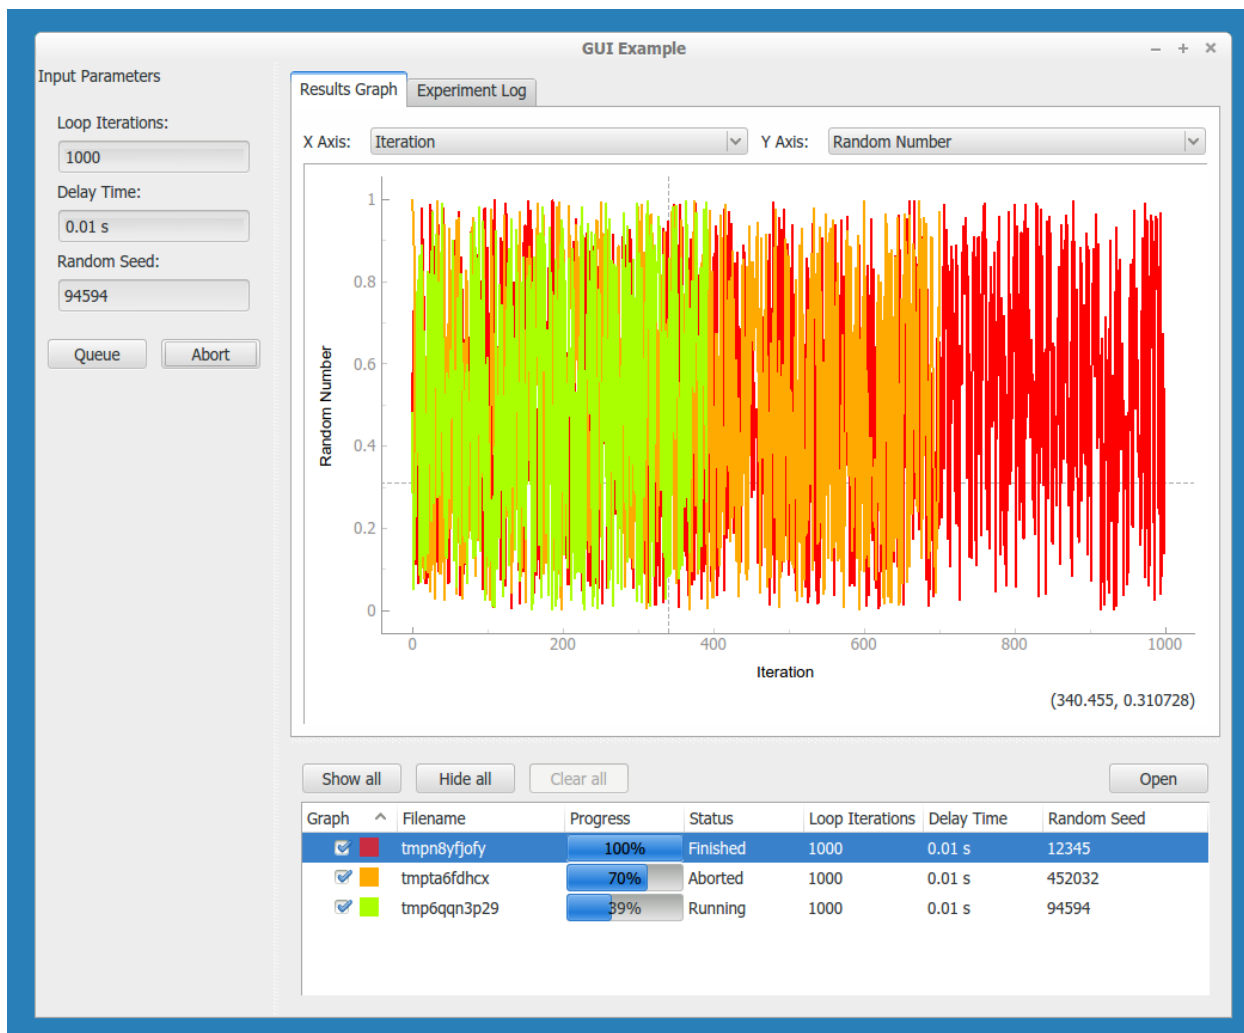 GUI Example
Input Parameters
Loop Iterations:
1000
Delay Time:
0.01 s
Random Seed:
94594
Queue Abort
Results Graph Experiment Log
X Axis: Iteration Y Axis: Random Number
1
0.8
0.6
0.4
0.2
0
Random Number
0 200 400 600 800 1000
Iteration
(340.455, 0.310728)
Show all Hide all Clear all Open
Graph Filename Progress Status Loop Iterations Delay Time Random Seed
tmpn8yfjofy 100% Finished 1000 0.01 s 12345
tmpta6fdhcx 70% Aborted 1000 0.01 s 452032
tmp6qqn3p29 39% Running 1000 0.01 s 94594